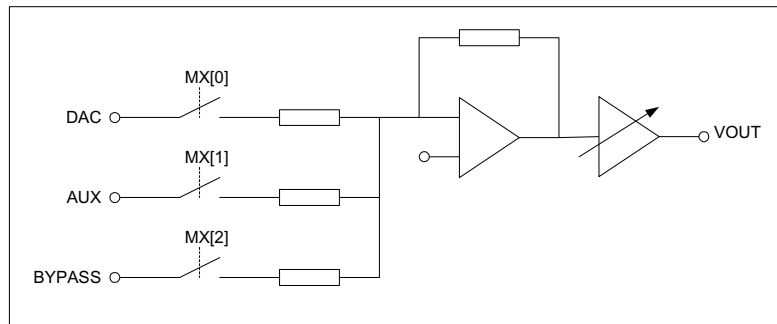 MX[0]
DAC
VOUT
MX[1]
AUX
MX[2]
BYPASS